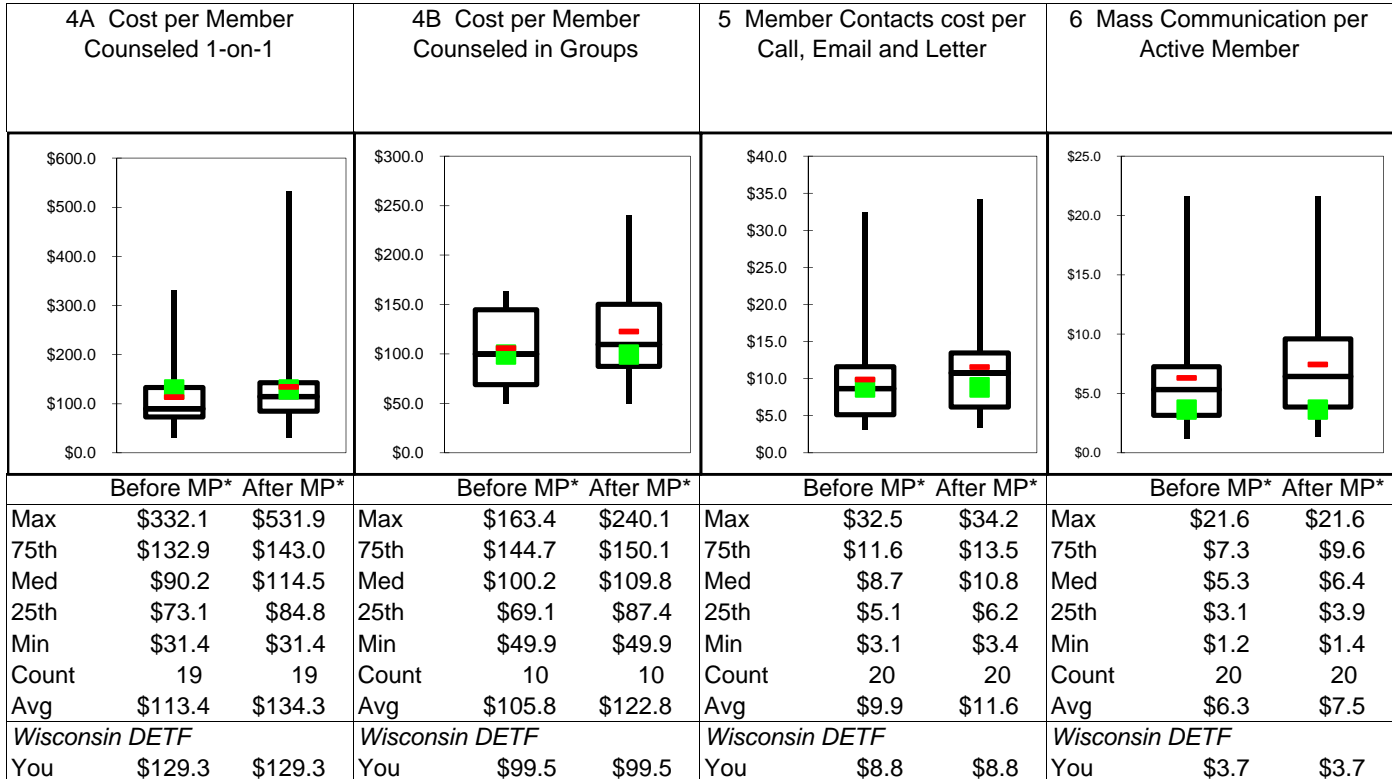 4A Cost per Member
Counseled 1-on-1
4B Cost per Member
Counseled in Groups
5 Member Contacts cost per
Call, Email and Letter
6 Mass Communication per
Active Member
$600.0
$500.0
$400.0
$300.0
$200.0
$100.0
$0.0
$300.0
$250.0
$200.0
$150.0
$100.0
$50.0
$0.0
$40.0
$35.0
$30.0
$25.0
$20.0
$15.0
$10.0
$5.0
$0.0
$25.0
$20.0
$15.0
$10.0
$5.0
$0.0
Before MP* After MP* Before MP* After MP* Before MP* After MP* Before MP* After MP*
Max $332.1 $531.9 Max $163.4 $240.1 Max $32.5 $34.2 Max $21.6 $21.6
75th $132.9 $143.0 75th $144.7 $150.1 75th $11.6 $13.5 75th $7.3 $9.6
Med $90.2 $114.5 Med $100.2 $109.8 Med $8.7 $10.8 Med $5.3 $6.4
25th $73.1 $84.8 25th $69.1 $87.4 25th $5.1 $6.2 25th $3.1 $3.9
Min $31.4 $31.4 Min $49.9 $49.9 Min $3.1 $3.4 Min $1.2 $1.4
Count 19 19 Count 10 10 Count 20 20 Count 20 20
Avg $113.4 $134.3 Avg $105.8 $122.8 Avg $9.9 $11.6 Avg $6.3 $7.5
Wisconsin DETF Wisconsin DETF Wisconsin DETF Wisconsin DETF
You $129.3 $129.3 You $99.5 $99.5 You $8.8 $8.8 You $3.7 $3.7